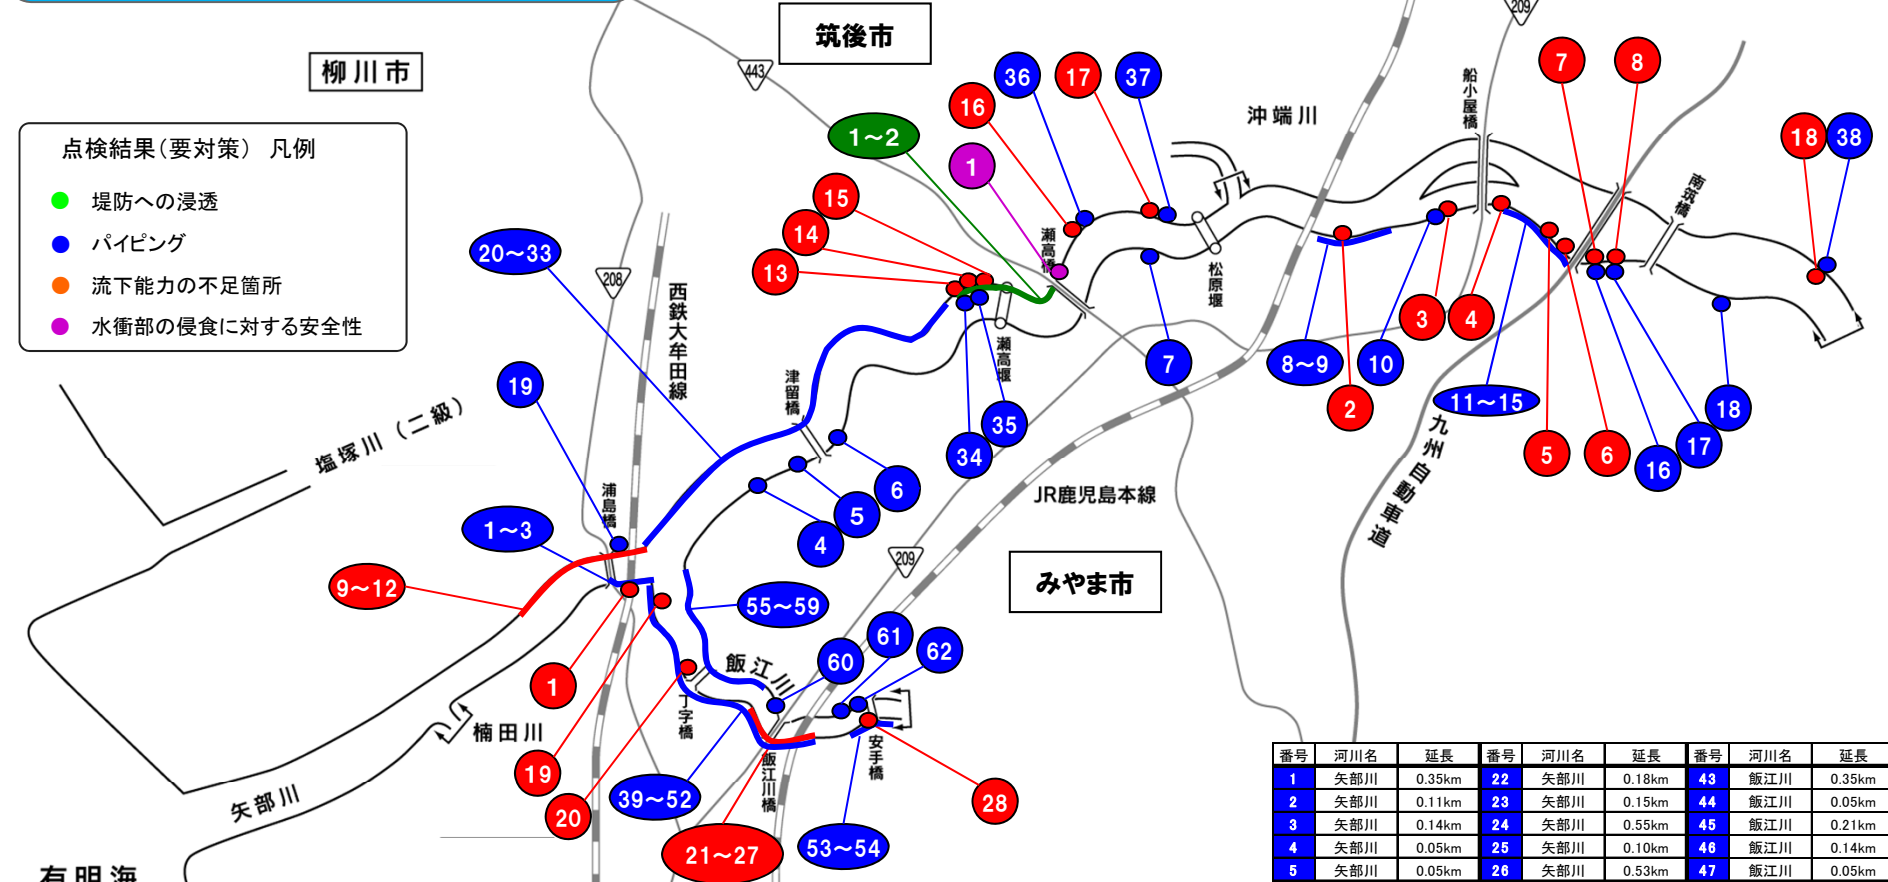 筑後市
柳川市
点検結果(要対策) 凡例
堤防への浸透
パイピング
流下能力の不足箇所
水衝部の侵食に対する安全性
443
209
208
209
沖端川
船小屋橋
南筑橋
瀬高橋
松原堰
瀬高堰
津留橋
西鉄大牟田線
浦島橋
塩塚川(二級)
JR鹿児島本線
九州自動車道
みやま市
飯江川
丁字橋
飯江川橋
安手橋
楠田川
矢部川
有明海
1～2
1
16
36
17
37
7
8
18
38
15
14
13
20～33
19
1～3
9～12
1
19
20
39～52
21～27
53～54
28
55～59
60
61
62
4
5
6
34
35
7
8～9
2
10
3
4
11～15
5
6
16
17
18
番号 河川名 延長 番号 河川名 延長 番号 河川名 延長
1 矢部川 0.35km 22 矢部川 0.18km 43 飯江川 0.35km
2 矢部川 0.11km 23 矢部川 0.15km 44 飯江川 0.05km
3 矢部川 0.14km 24 矢部川 0.55km 45 飯江川 0.21km
4 矢部川 0.05km 25 矢部川 0.10km 46 飯江川 0.14km
5 矢部川 0.05km 26 矢部川 0.53km 47 飯江川 0.05km